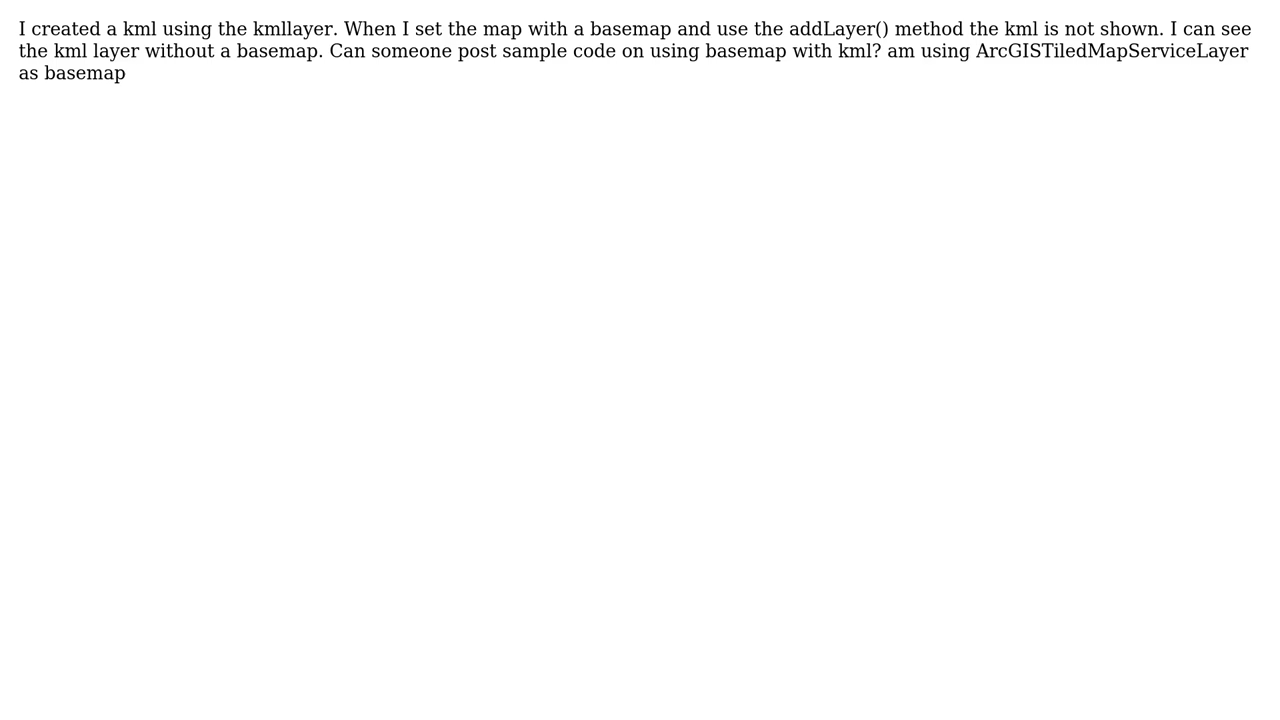 I created a kml using the kmllayer. When I set the map with a basemap and use the addLayer() method the kml is not shown. I can see
the kml layer without a basemap. Can someone post sample code on using basemap with kml? am using ArcGISTiledMapServiceLayer
as basemap